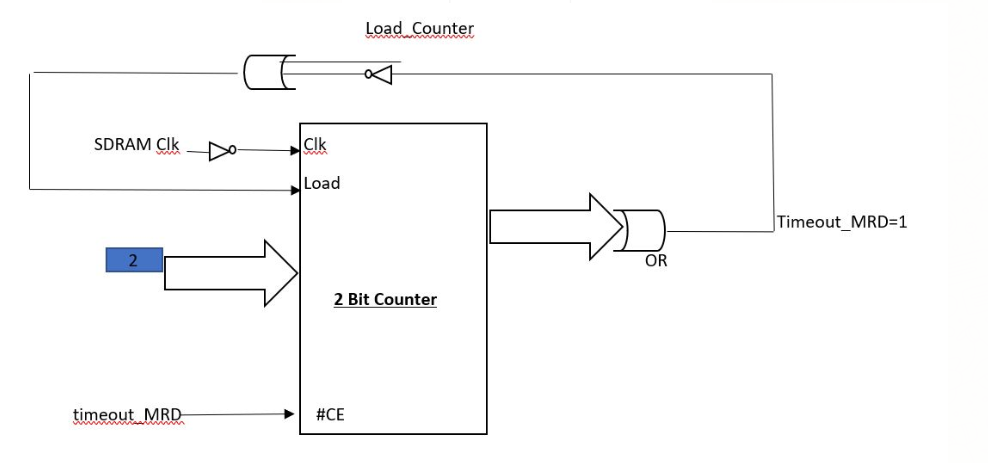 Load_Counter
SDRAM Clk
Clk
Load
Timeout_MRD=1
2
OR
2 Bit Counter
timeout_MRD
#CE